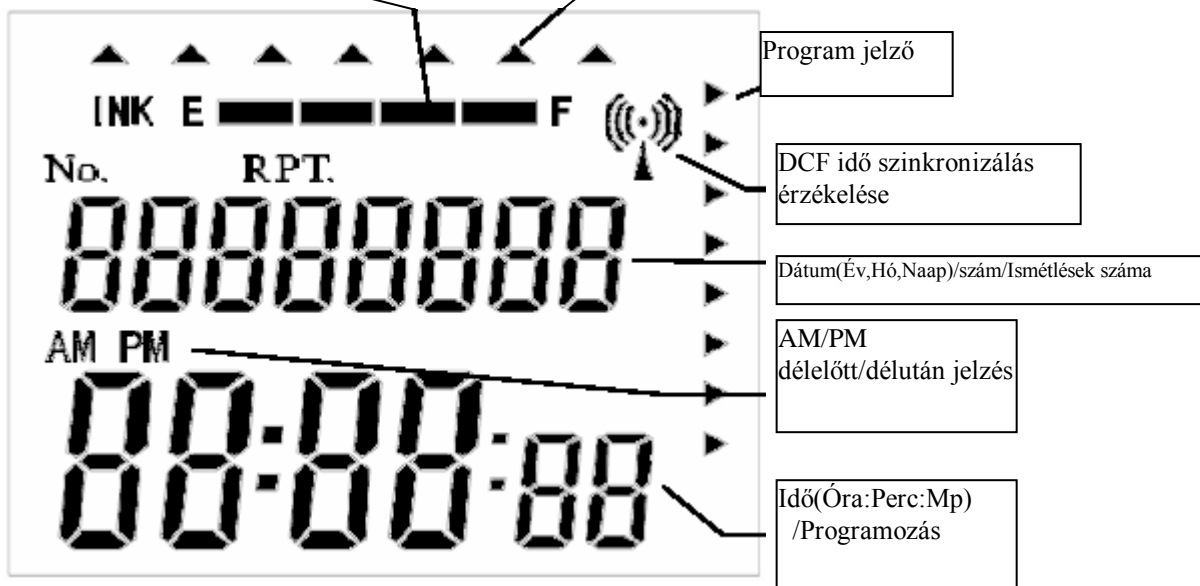 Program jelző
INK E F
DCF idő szinkronizálás
érzékelése
No. RPT.
88888888
Dátum(Év,Hó,Naap)/szám/Ismétlések száma
AM PM
AM/PM
délelőtt/délután jelzés
88:88:88
Idő(Óra:Perc:Mp)
/Programozás